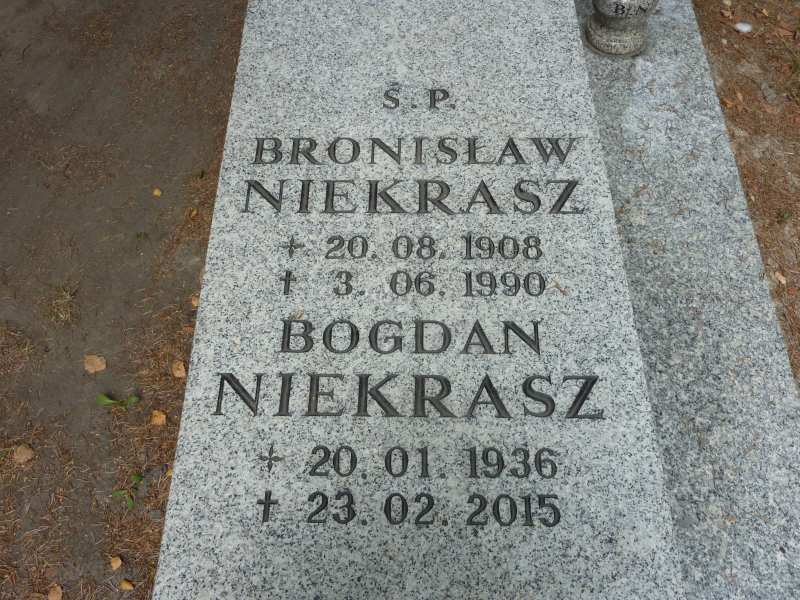 Ś. P.
BRONISŁAW
NIEKRASZ
20. 08. 1908
† 3. 06. 1990
BOGDAN
NIEKRASZ
20. 01. 1936
† 23. 02. 2015